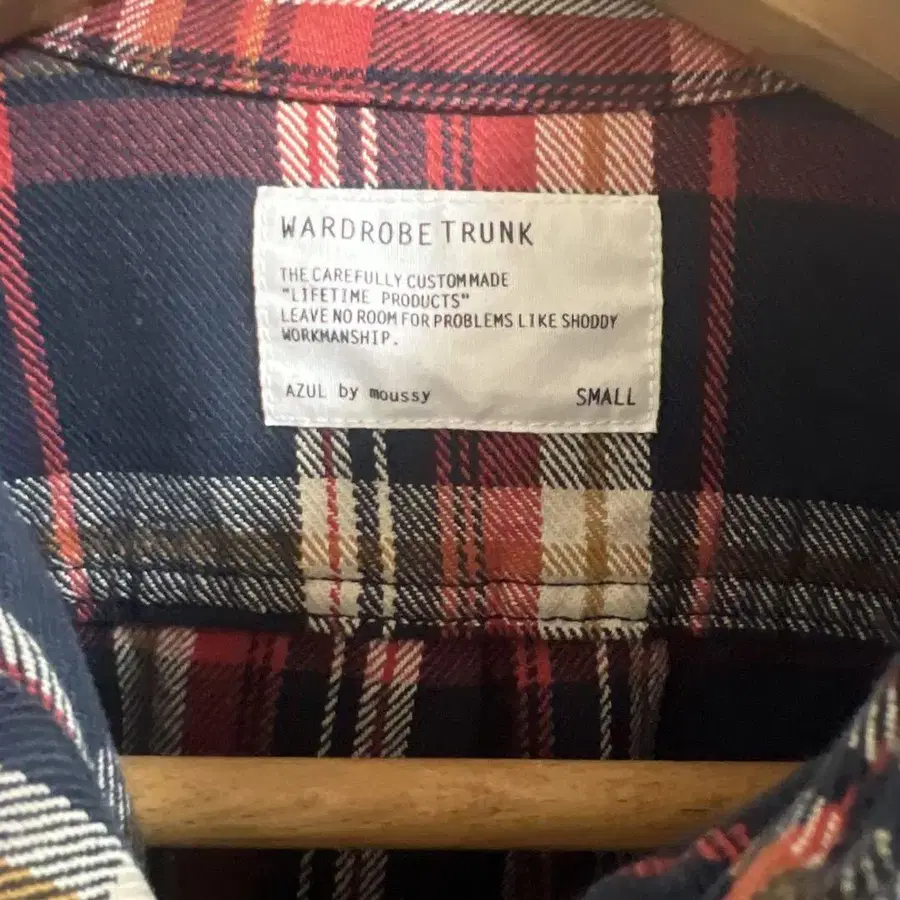 WARDROBE TRUNK
THE CAREFULLY CUSTOM MADE
"LIFETIME PRODUCTS"
LEAVE NO ROOM FOR PROBLEMS LIKE SHODDY
WORKMANSHIP.
AZUL by moussy SMALL